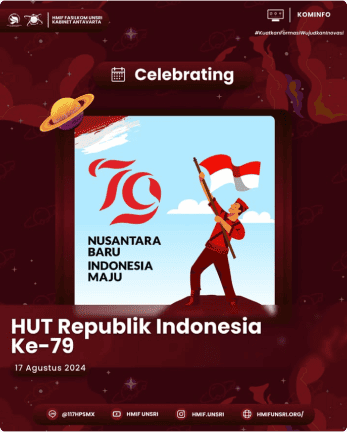 HMIF FASILKOM UNSRI
KABINET ANTAVARTA
KOMINFO
#KuatkanFormasiWujudkanInovasi
Celebrating
79
NUSANTARA
BARU
INDONESIA
MAJU
HUT Republik Indonesia
Ke-79
17 Agustus 2024
@117HPSMX
HMIF UNSRI
HMIF.UNSRI
HMIFUNSRI.ORG/